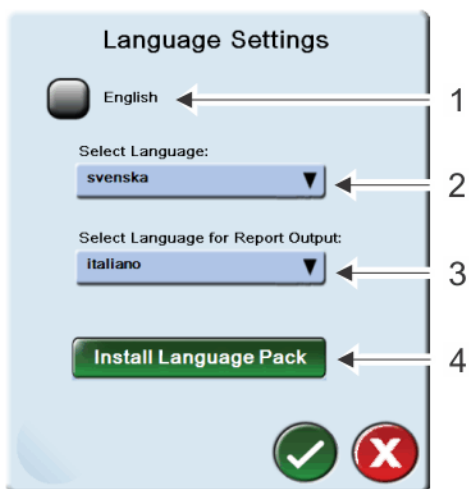 Language Settings
English
1
Select Language:
svenska
2
Select Language for Report Output:
italiano
3
Install Language Pack
4